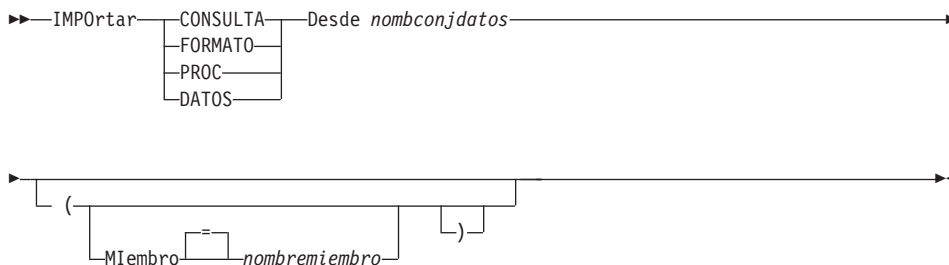 IMPOrtar CONSULTA Desde nombconjdatos
FORMATO
PROC
DATOS
(
=
)
MIembro nombremiembro